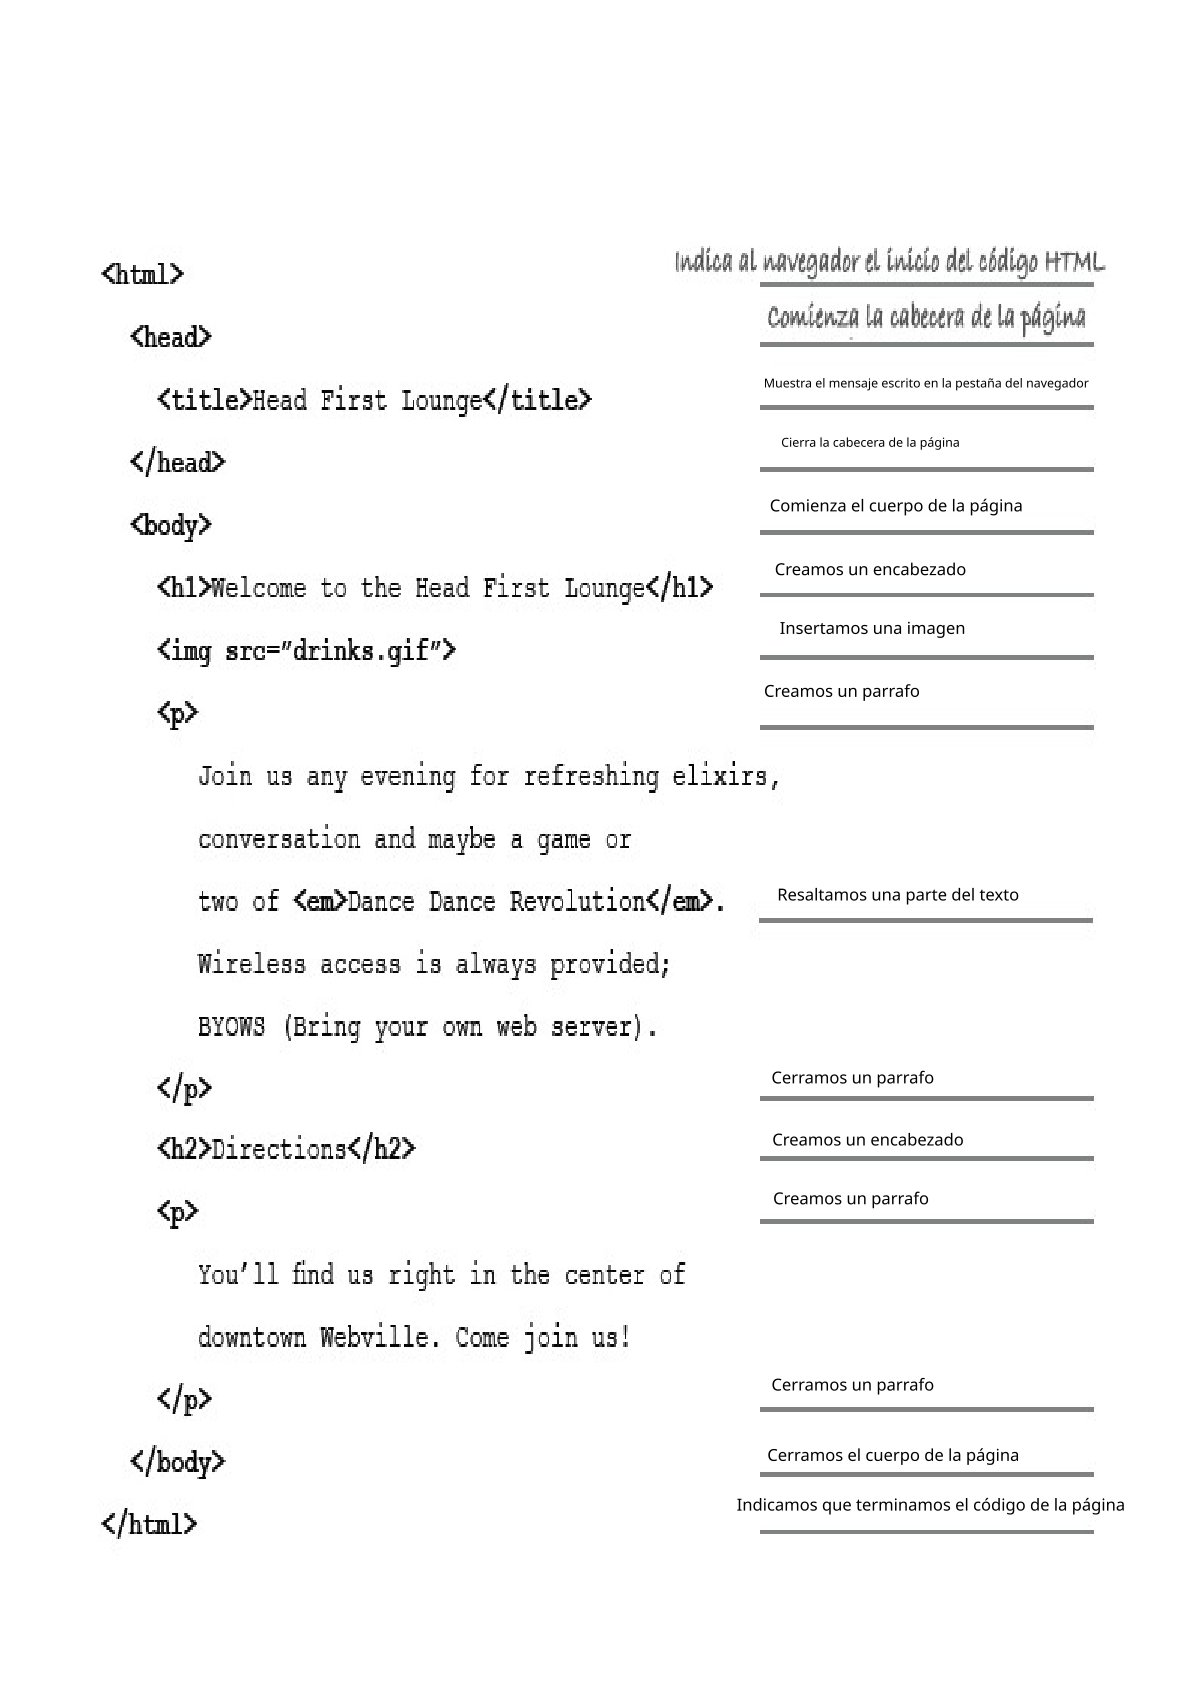 <html> Indica al navegador el inicio del código HTML
<head> Comienza la cabecera de la página
<title>Head First Lounge</title> Muestra el mensaje escrito en la pestaña del navegador
</head> Cierra la cabecera de la página
<body> Comienza el cuerpo de la página
<h1>Welcome to the Head First Lounge</h1> Creamos un encabezado
<img src="drinks.gif"> Insertamos una imagen
<p> Creamos un parrafo
Join us any evening for refreshing elixirs,
conversation and maybe a game or
two of <em>Dance Dance Revolution</em>. Resaltamos una parte del texto
Wireless access is always provided;
BYOWS (Bring your own web server).
</p> Cerramos un parrafo
<h2>Directions</h2> Creamos un encabezado
<p> Creamos un parrafo
You'll find us right in the center of
downtown Webville. Come join us!
</p> Cerramos un parrafo
</body> Cerramos el cuerpo de la página
</html> Indicamos que terminamos el código de la página